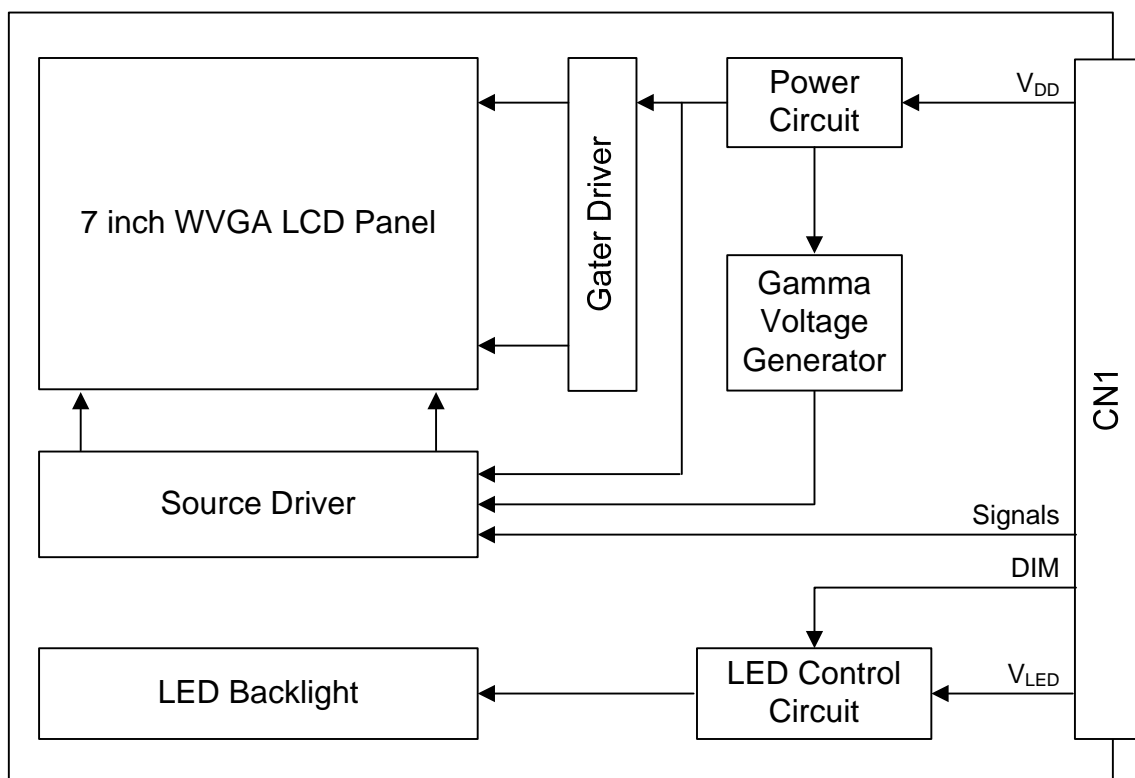 7 inch WVGA LCD Panel
Gater Driver
Power
Circuit
V_DD
Gamma
Voltage
Generator
CN1
Source Driver
Signals
DIM
LED Backlight
LED Control
Circuit
V_LED